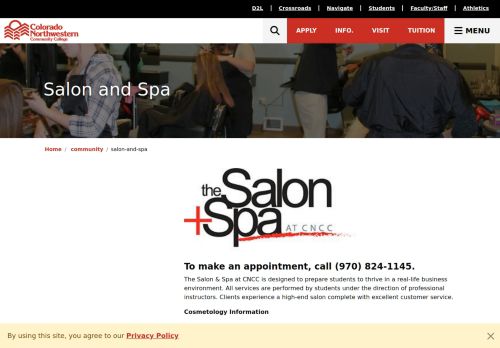 D2L | Crossroads | Navigate | Students | Faculty/Staff | Athletics
Colorado
Northwestern
Community College
APPLY INFO. VISIT TUITION MENU
Salon and Spa
Home / community / salon-and-spa
the Salon
+Spa
AT CNCC
To make an appointment, call (970) 824-1145.
The Salon & Spa at CNCC is designed to prepare students to thrive in a real-life business
environment. All services are performed by students under the direction of professional
instructors. Clients experience a high-end salon complete with excellent customer service.
Cosmetology Information
By using this site, you agree to our Privacy Policy